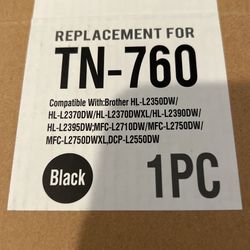 REPLACEMENT FOR
TN-760
Compatible With:Brother HL-L2350DW/
HL-L2370DW/HL-L2370DWXL/HL-L2390DW/
HL-L2395DW;MFC-L2710DW/MFC-L2750DW/
MFC-L2750DWXL,DCP-L2550DW
Black
1PC